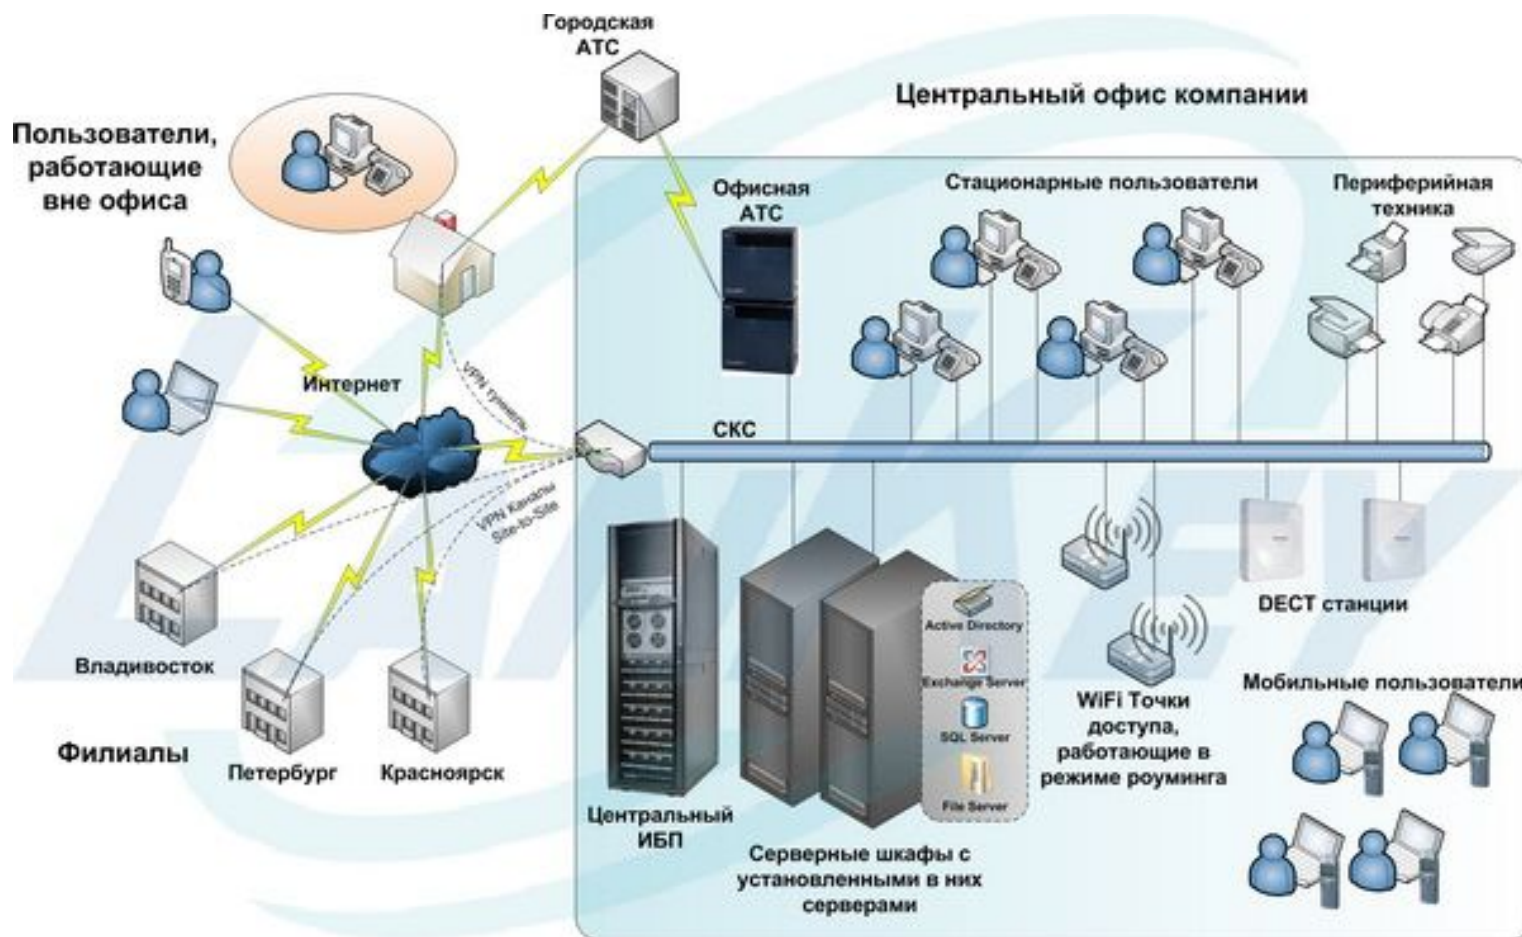 Городская
АТС
Центральный офис компании
Пользователи,
работающие
вне офиса
Офисная
АТС
Стационарные пользователи
Периферийная
техника
Интернет
VPN туннель
СКС
VPN Каналы
Site-to-Site
Active Directory
Exchange Server
SQL Server
File Server
DECT станции
Владивосток
WiFi Точки
доступа,
работающие в
режиме роуминга
Мобильные пользователи
Филиалы
Петербург
Красноярск
Центральный
ИБП
Серверные шкафы с
установленными в них
серверами
LANKEY